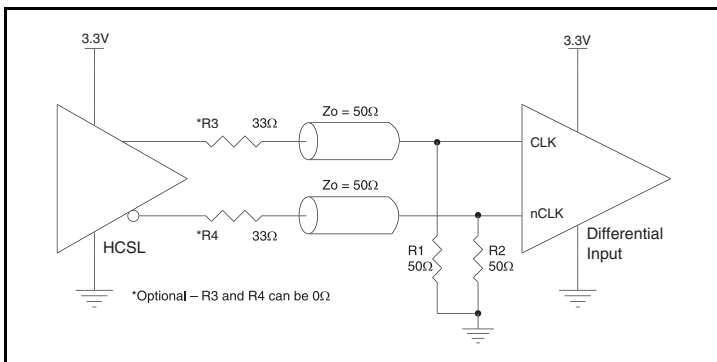 3.3V
3.3V
*R3 33Ω
Zo = 50Ω
CLK
Zo = 50Ω
nCLK
*R4 33Ω
HCSL
R1
50Ω
R2
50Ω
Differential
Input
*Optional – R3 and R4 can be 0Ω